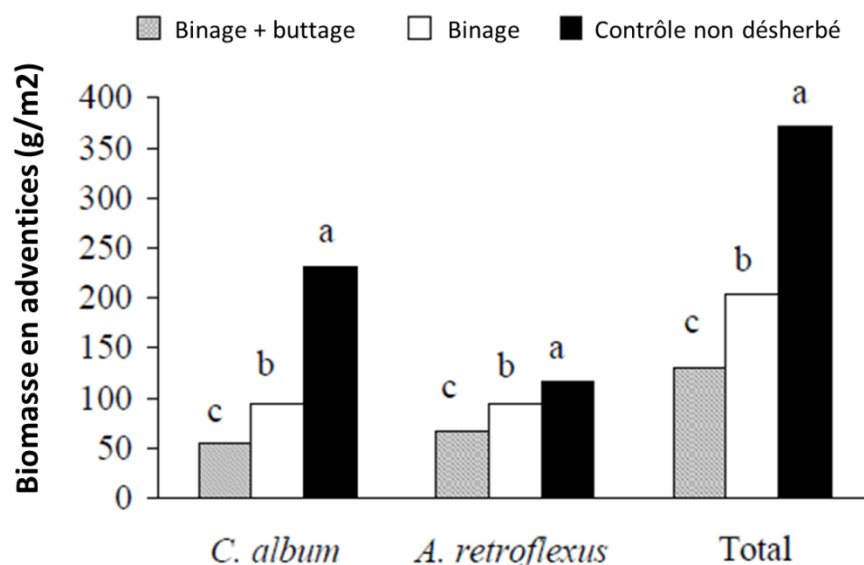 Binage + buttage Binage Contrôle non désherbé
Biomasse en adventices (g/m2)
400
350
300
250
200
150
100
50
0
c b a
c b a
c b a
C. album A. retroflexus Total